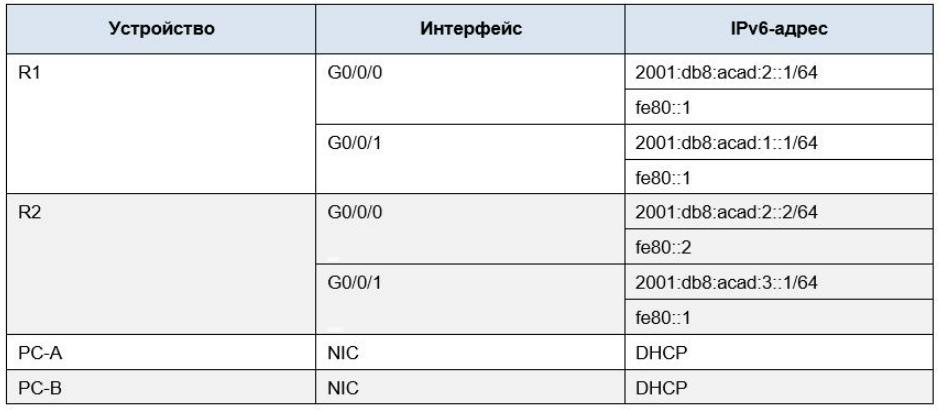 Устройство Интерфейс IPv6-адрес
R1 G0/0/0 2001:db8:acad:2::1/64
fe80::1
G0/0/1 2001:db8:acad:1::1/64
fe80::1
R2 G0/0/0 2001:db8:acad:2::2/64
fe80::2
G0/0/1 2001:db8:acad:3::1/64
fe80::1
PC-A NIC DHCP
PC-B NIC DHCP